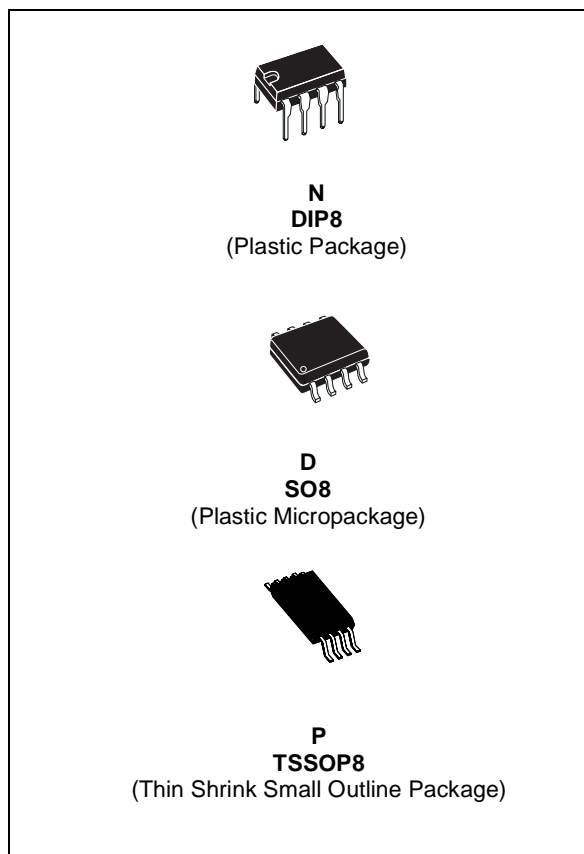 N
DIP8
(Plastic Package)
D
SO8
(Plastic Micropackage)
P
TSSOP8
(Thin Shrink Small Outline Package)